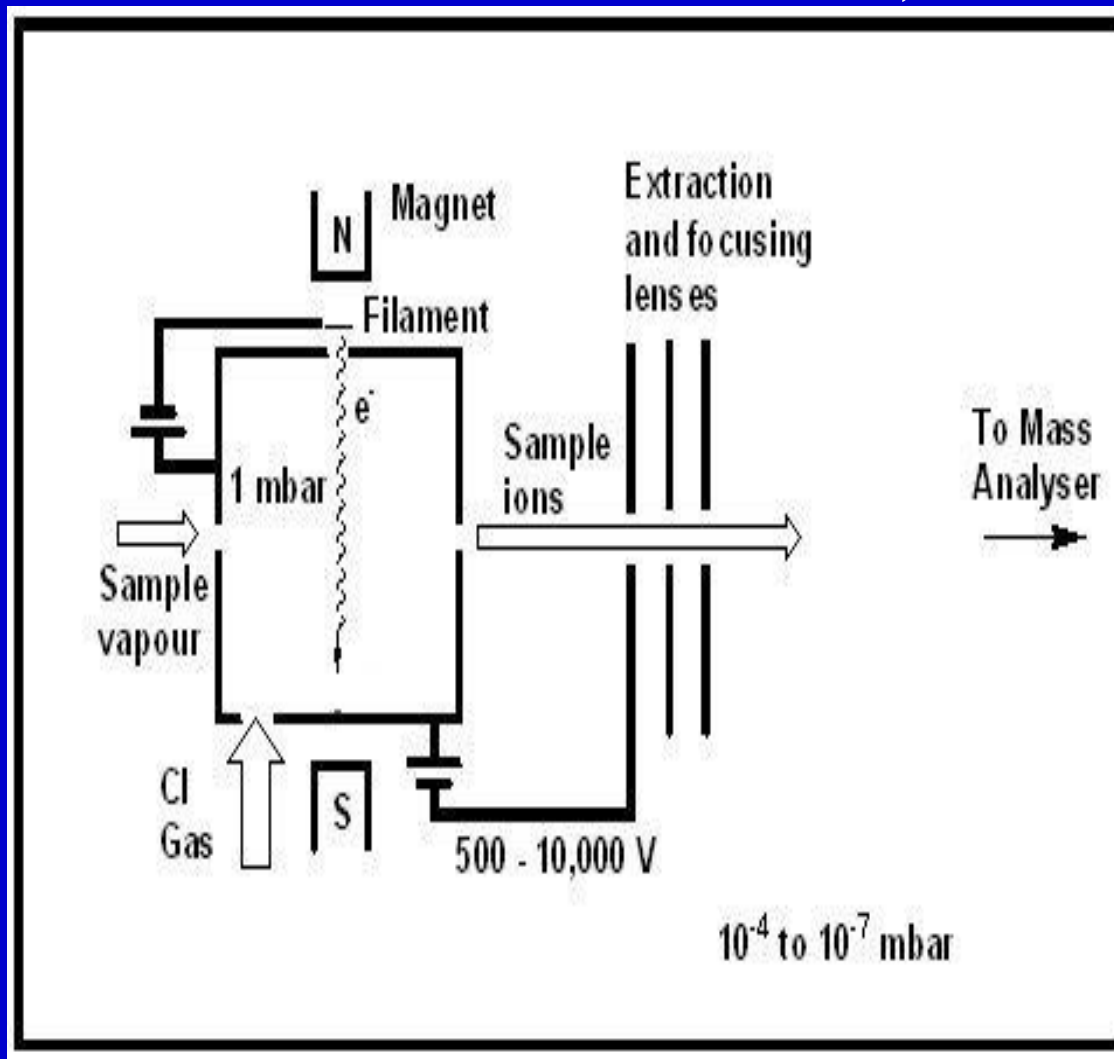 Magnet
N
Filament
e-
1 mbar
Sample
vapour
CI
Gas
S
500 - 10,000 V
Sample
ions
Extraction
and focusing
lenses
To Mass
Analyser
10-4 to 10-7 mbar